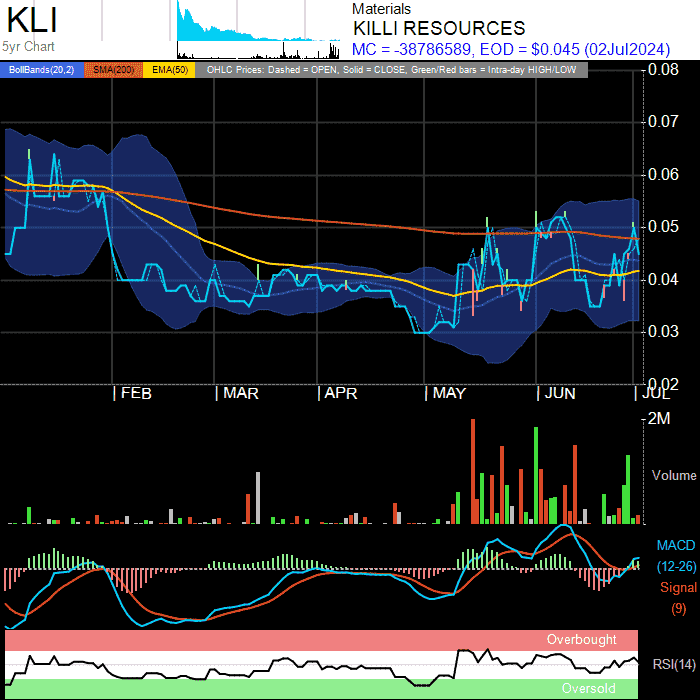 KLI
5yr Chart
Materials
KILLI RESOURCES
MC = -38786589, EOD = $0.045 (02Jul2024)
BollBands(20,2) SMA(200) EMA(50) OHLC Prices: Dashed = OPEN, Solid = CLOSE, Green/Red bars = Intra-day HIGH/LOW
0.08
0.07
0.06
0.05
0.04
0.03
0.02
FEB MAR APR MAY JUN JUL
2M
Volume
MACD
(12-26)
Signal
(9)
Overbought
RSI(14)
Oversold